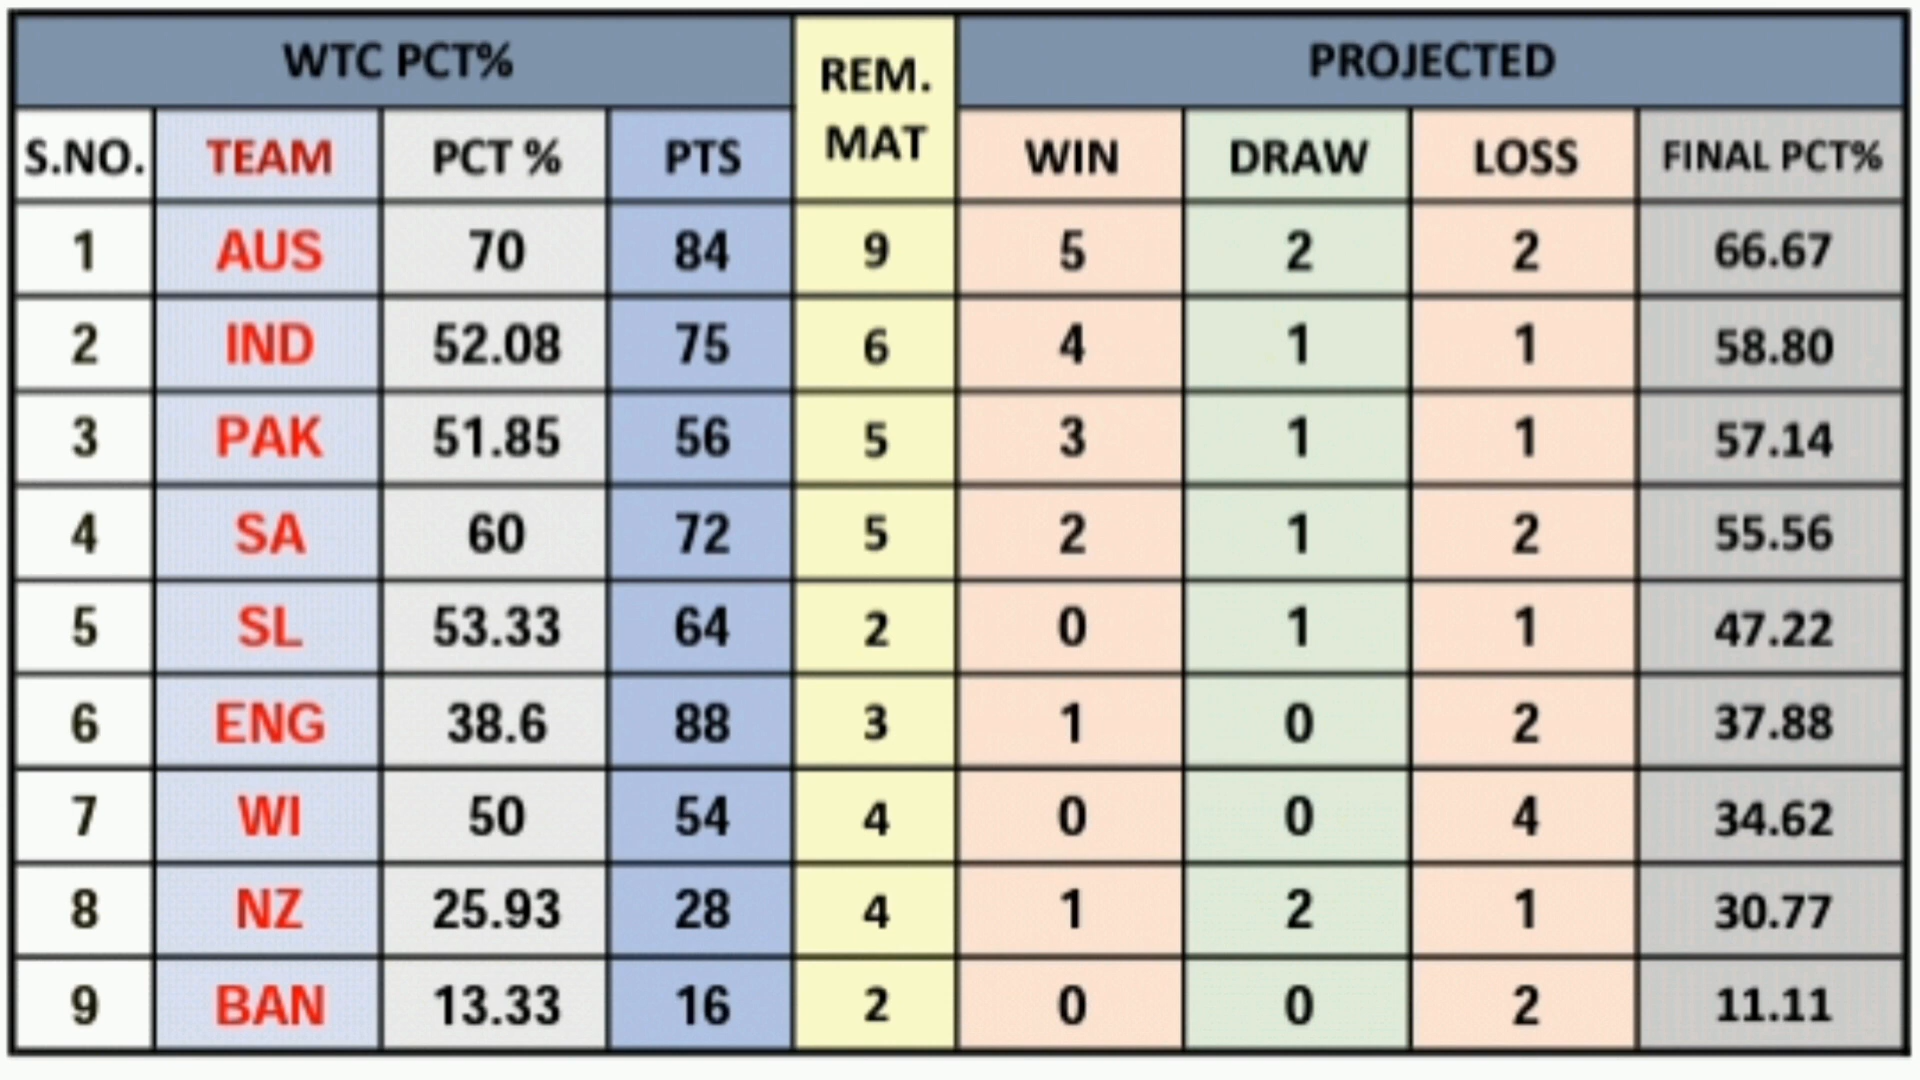 WTC PCT% REM. MAT PROJECTED
S.NO. TEAM PCT % PTS WIN DRAW LOSS FINAL PCT%
1 AUS 70 84 9 5 2 2 66.67
2 IND 52.08 75 6 4 1 1 58.80
3 PAK 51.85 56 5 3 1 1 57.14
4 SA 60 72 5 2 1 2 55.56
5 SL 53.33 64 2 0 1 1 47.22
6 ENG 38.6 88 3 1 0 2 37.88
7 WI 50 54 4 0 0 4 34.62
8 NZ 25.93 28 4 1 2 1 30.77
9 BAN 13.33 16 2 0 0 2 11.11